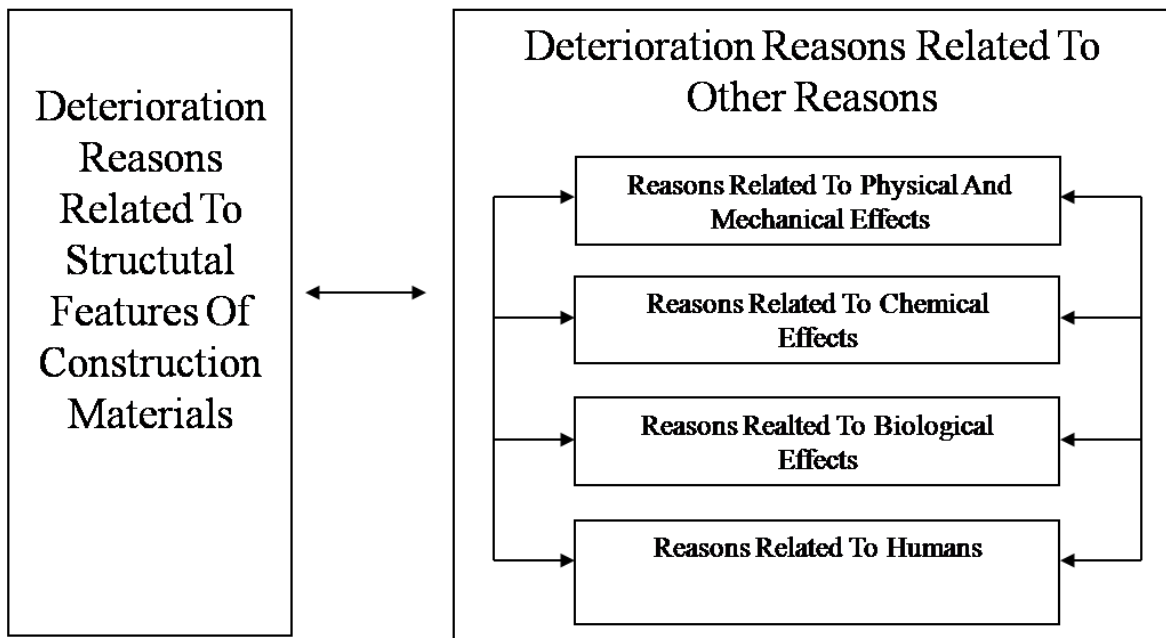 Deterioration
Reasons
Related To
Structutal
Features Of
Construction
Materials
Deterioration Reasons Related To
Other Reasons
Reasons Related To Physical And
Mechanical Effects
Reasons Related To Chemical
Effects
Reasons Realted To Biological
Effects
Reasons Related To Humans